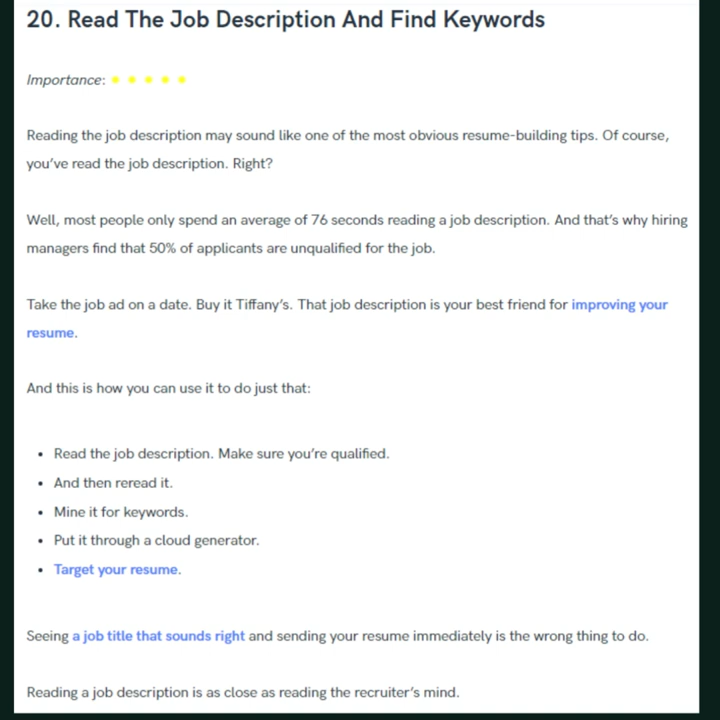 20. Read The Job Description And Find Keywords
Importance:
Reading the job description may sound like one of the most obvious resume-building tips. Of course,
you've read the job description. Right?
Well, most people only spend an average of 76 seconds reading a job description. And that's why hiring
managers find that 50% of applicants are unqualified for the job.
Take the job ad on a date. Buy it Tiffany's. That job description is your best friend for improving your
resume.
And this is how you can use it to do just that:
• Read the job description. Make sure you're qualified.
• And then reread it.
• Mine it for keywords.
• Put it through a cloud generator.
• Target your resume.
Seeing a job title that sounds right and sending your resume immediately is the wrong thing to do.
Reading a job description is as close as reading the recruiter's mind.